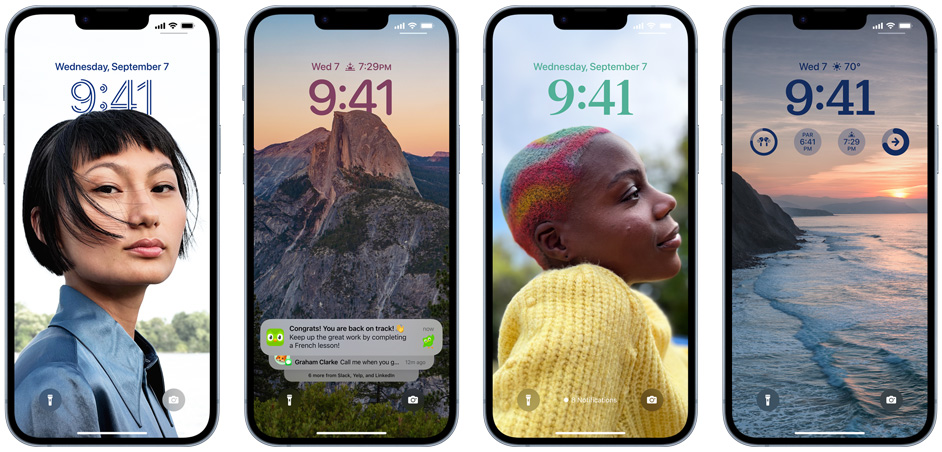 Wednesday, September 7
9:41
Wed 7 7:29PM
9:41
Congrats! You are back on track! 👋 now
Keep up the great work by completing
a French lesson!
Graham Clarke Call me when you g... 12m ago
6 more from Slack, Yelp, and LinkedIn
Wednesday, September 7
9:41
Notifications
Wed 7 70°
9:41
PAR
6:41
PM
7:29
PM